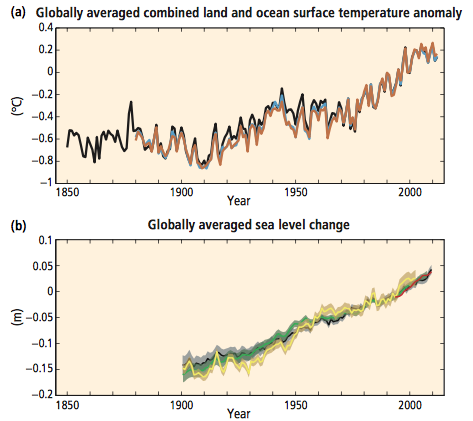 (a) Globally averaged combined land and ocean surface temperature anomaly
0.4
0.2
0
−0.2
−0.4
−0.6
−0.8
−1
(°C)
1850 1900 1950 2000
Year
(b) Globally averaged sea level change
0.1
0.05
0
−0.05
−0.1
−0.15
−0.2
(m)
1850 1900 1950 2000
Year